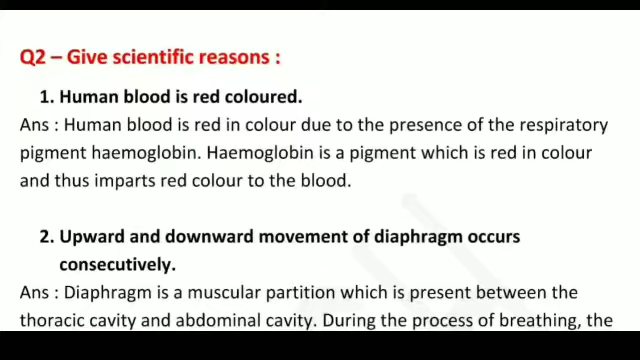 Q2 – Give scientific reasons :
1. Human blood is red coloured.
Ans : Human blood is red in colour due to the presence of the respiratory
pigment haemoglobin. Haemoglobin is a pigment which is red in colour
and thus imparts red colour to the blood.
2. Upward and downward movement of diaphragm occurs
consecutively.
Ans : Diaphragm is a muscular partition which is present between the
thoracic cavity and abdominal cavity. During the process of breathing, the